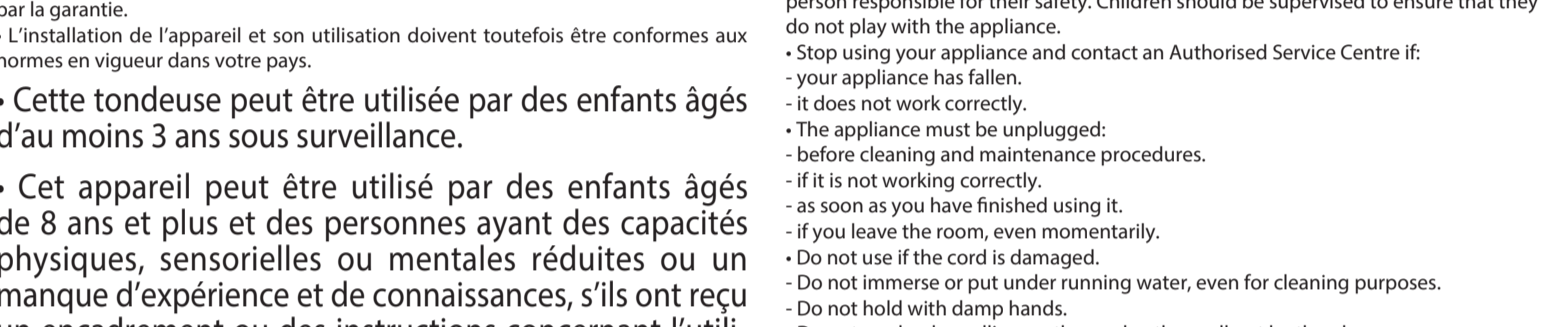 par la garantie.
• L'installation de l'appareil et son utilisation doivent toutefois être conformes aux
normes en vigueur dans votre pays.
• Cette tondeuse peut être utilisée par des enfants âgés
d'au moins 3 ans sous surveillance.
• Cet appareil peut être utilisé par des enfants âgés
de 8 ans et plus et des personnes ayant des capacités
physiques, sensorielles ou mentales réduites ou un
manque d'expérience et de connaissances, s'ils ont reçu
un encadrement ou des instructions concernant l'utili-
person responsible for their safety. Children should be supervised to ensure that they
do not play with the appliance.
• Stop using your appliance and contact an Authorised Service Centre if:
- your appliance has fallen.
- it does not work correctly.
• The appliance must be unplugged:
- before cleaning and maintenance procedures.
- if it is not working correctly.
- as soon as you have finished using it.
- if you leave the room, even momentarily.
• Do not use if the cord is damaged.
- Do not immerse or put under running water, even for cleaning purposes.
- Do not hold with damp hands.